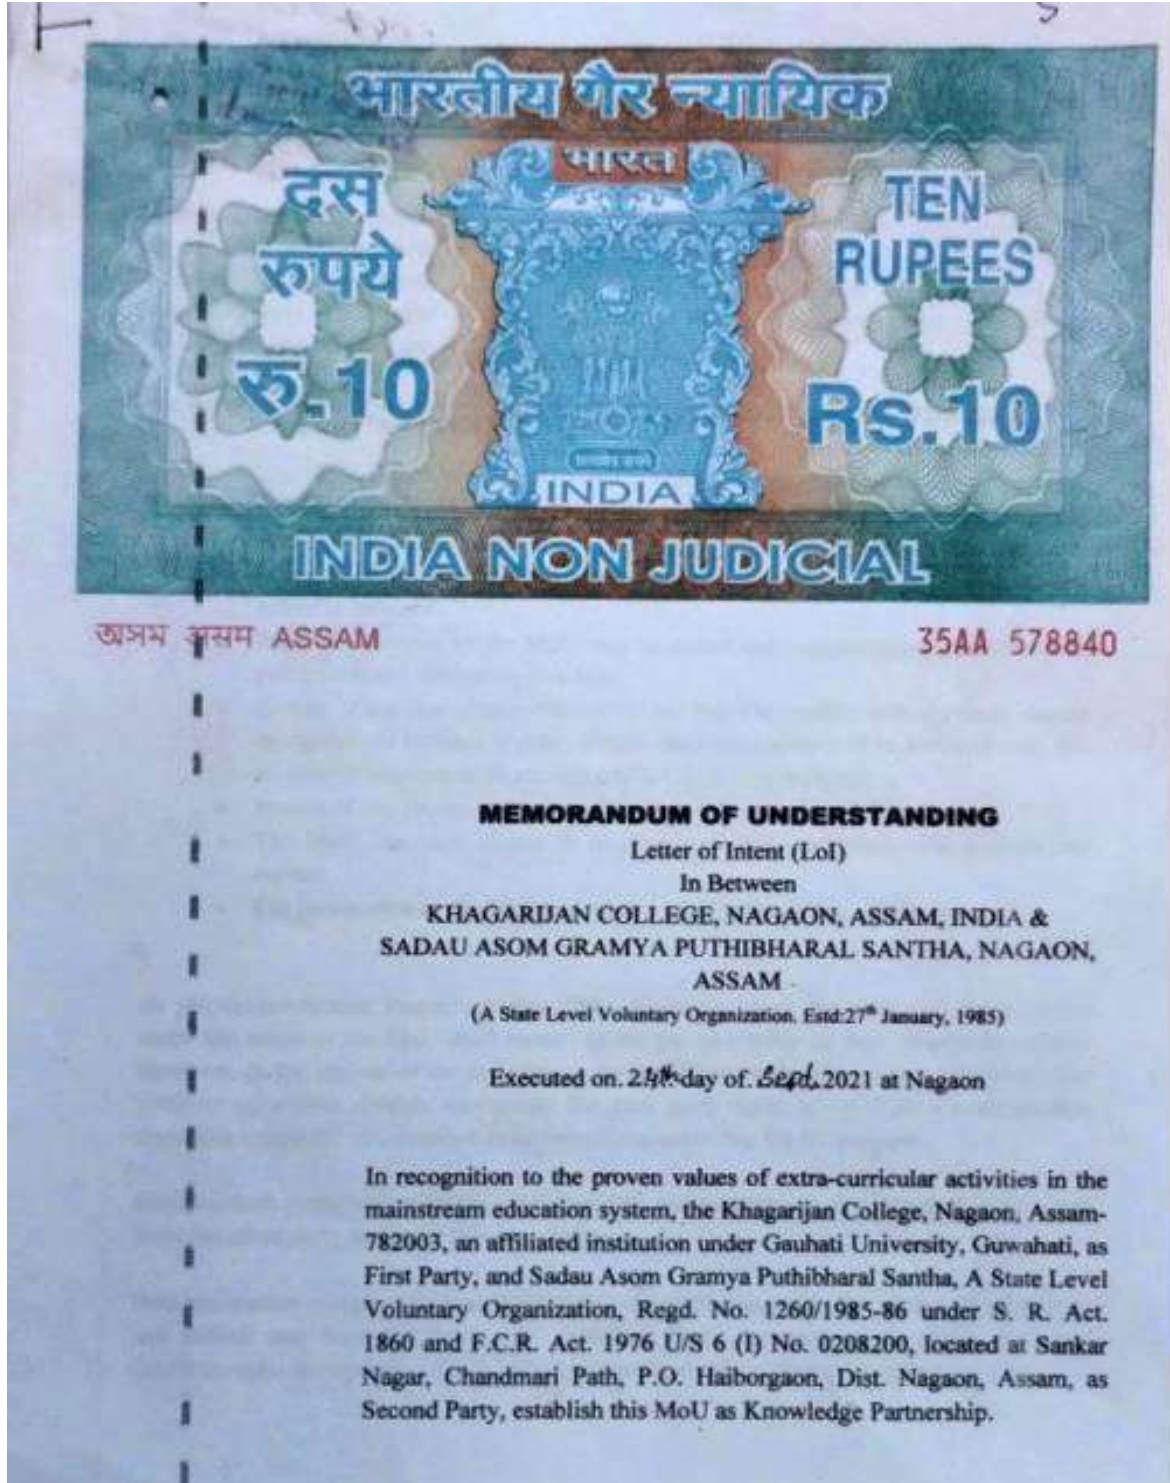 भारतीय गैर न्यायिक
भारत
दस
रुपये
रु.10
TEN
RUPEES
Rs.10
INDIA
INDIA NON JUDICIAL
অসম असम ASSAM
35AA 578840
MEMORANDUM OF UNDERSTANDING
Letter of Intent (LoI)
In Between
KHAGARIJAN COLLEGE, NAGAON, ASSAM, INDIA &
SADAU ASOM GRAMYA PUTHIBHARAL SANTHA, NAGAON,
ASSAM
(A State Level Voluntary Organization. Estd:27th January, 1985)
Executed on. 24th day of. Sept. 2021 at Nagaon
In recognition to the proven values of extra-curricular activities in the
mainstream education system, the Khagarijan College, Nagaon, Assam-
782003, an affiliated institution under Gauhati University, Guwahati, as
First Party, and Sadau Asom Gramya Puthibharal Santha, A State Level
Voluntary Organization, Regd. No. 1260/1985-86 under S. R. Act.
1860 and F.C.R. Act. 1976 U/S 6 (I) No. 0208200, located at Sankar
Nagar, Chandmari Path, P.O. Haiborgaon, Dist. Nagaon, Assam, as
Second Party, establish this MoU as Knowledge Partnership.